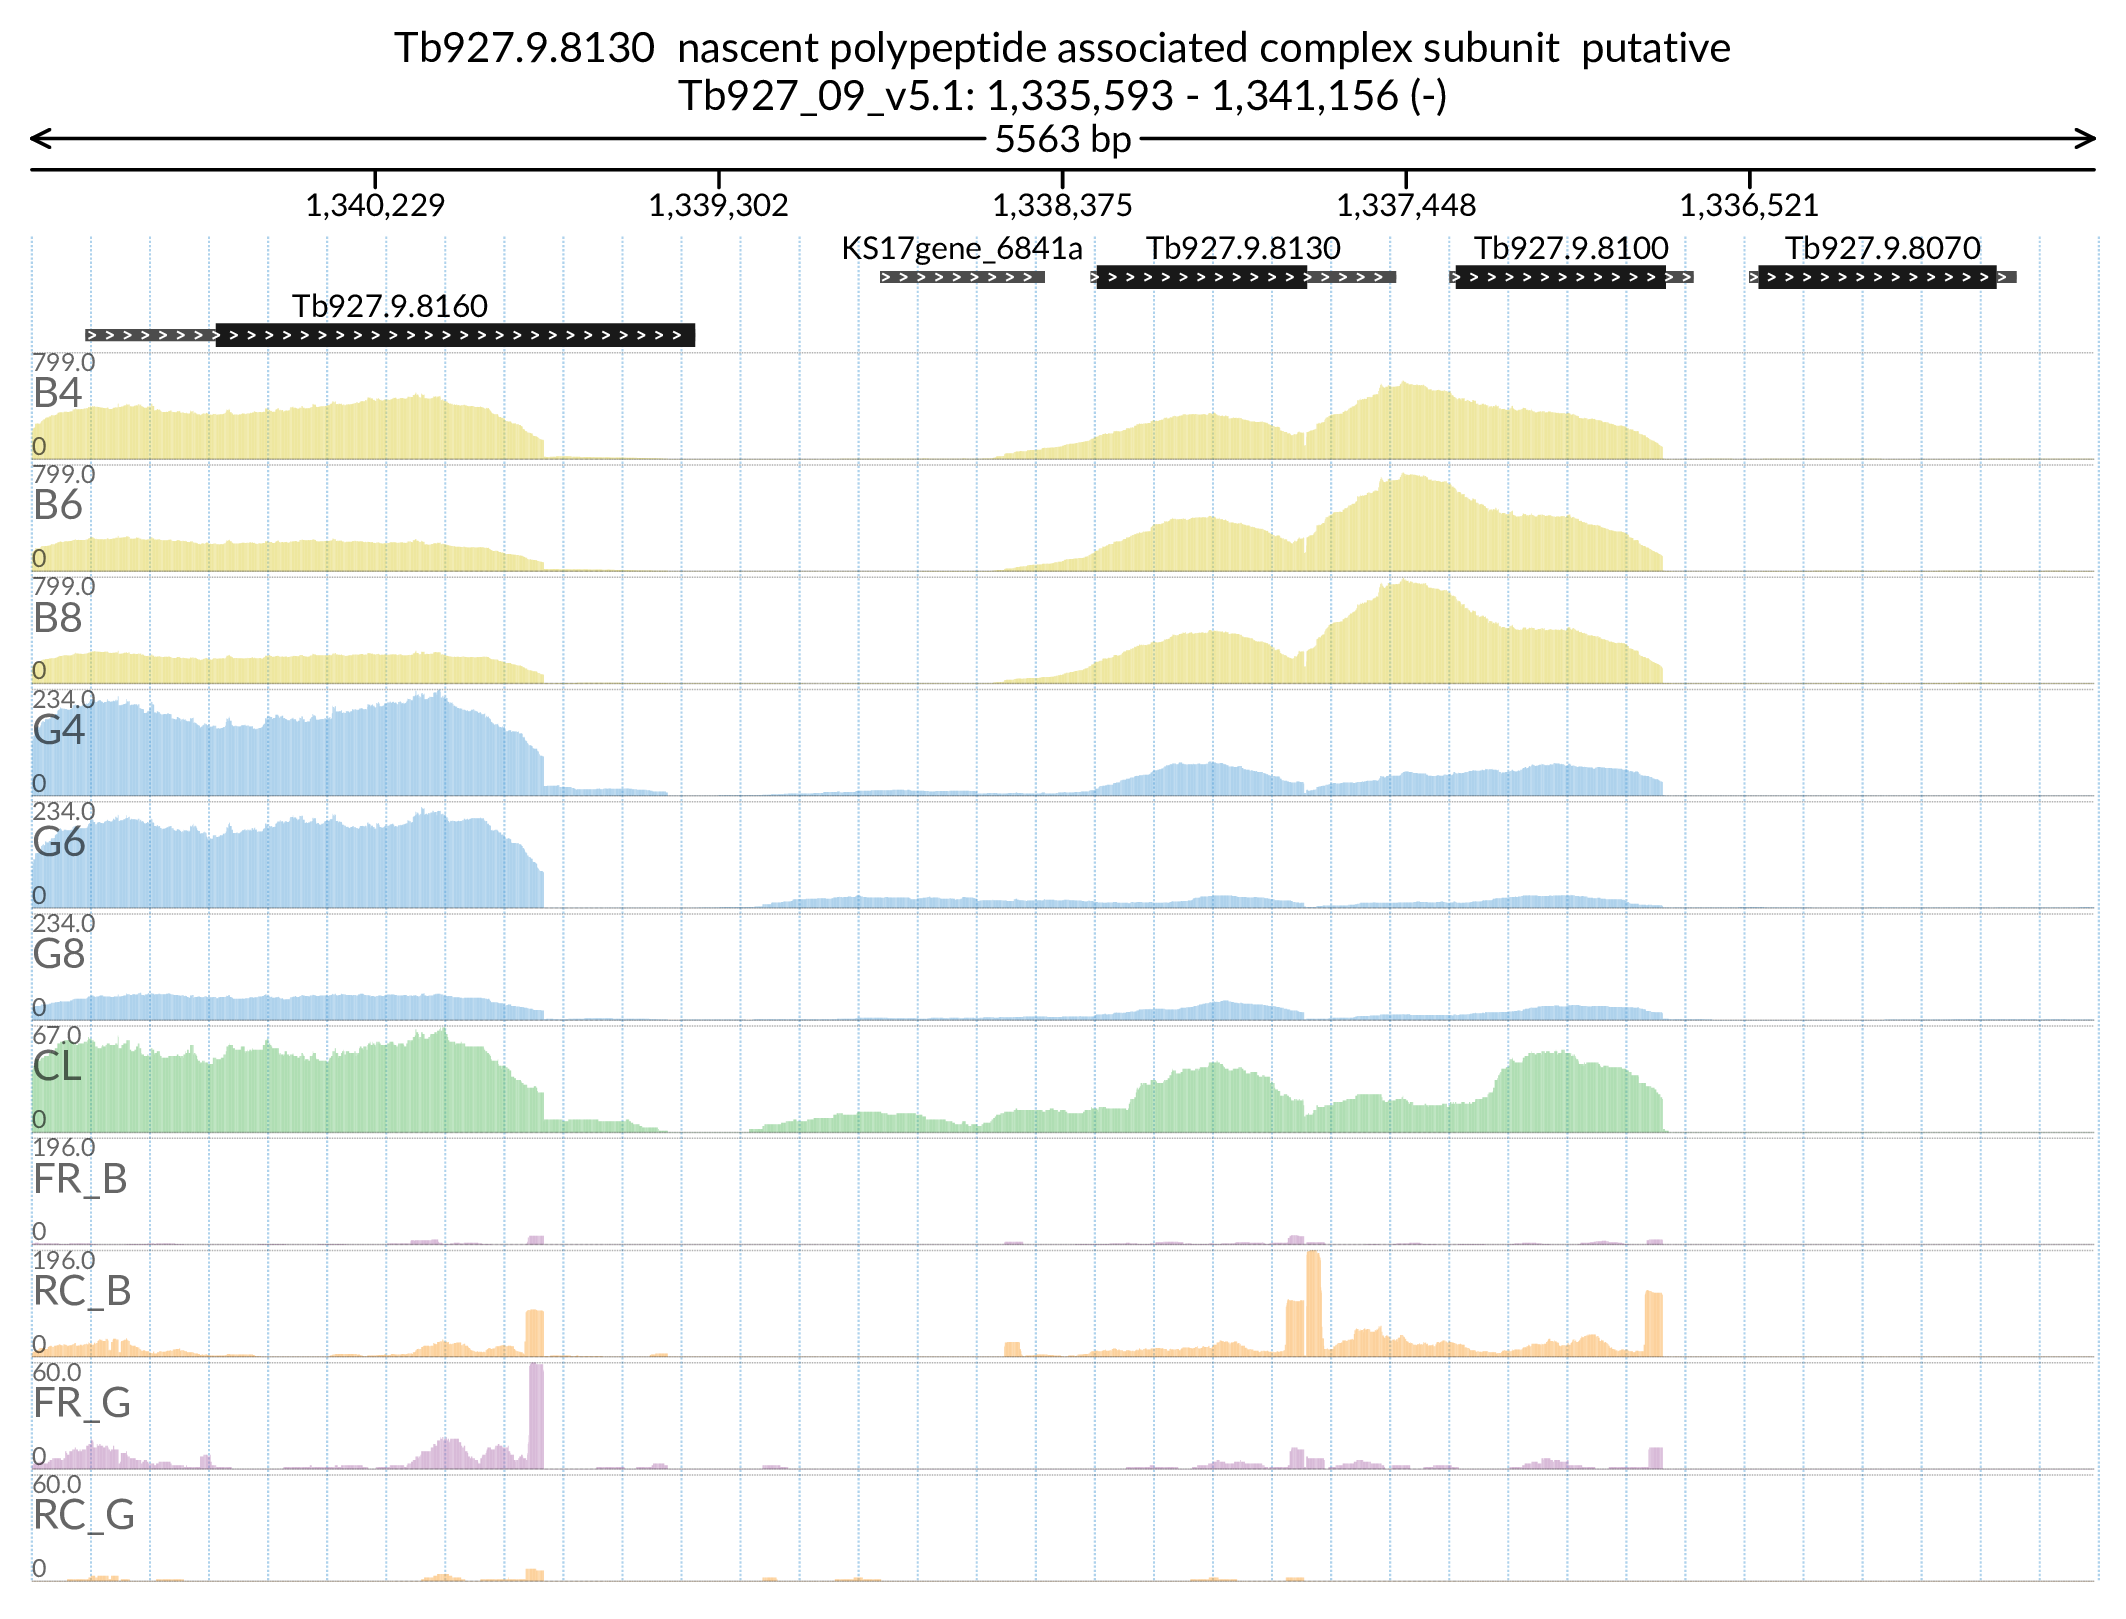 Tb927.9.8130 nascent polypeptide associated complex subunit putative
Tb927_09_v5.1: 1,335,593 - 1,341,156 (-)
5563 bp
1,340,229 1,339,302 1,338,375 1,337,448 1,336,521
KS17gene_6841a Tb927.9.8130 Tb927.9.8100 Tb927.9.8070
Tb927.9.8160
799.0
B4
0
799.0
B6
0
799.0
B8
0
234.0
G4
0
234.0
G6
0
234.0
G8
0
67.0
CL
0
196.0
FR_B
0
196.0
RC_B
0
60.0
FR_G
0
60.0
RC_G
0